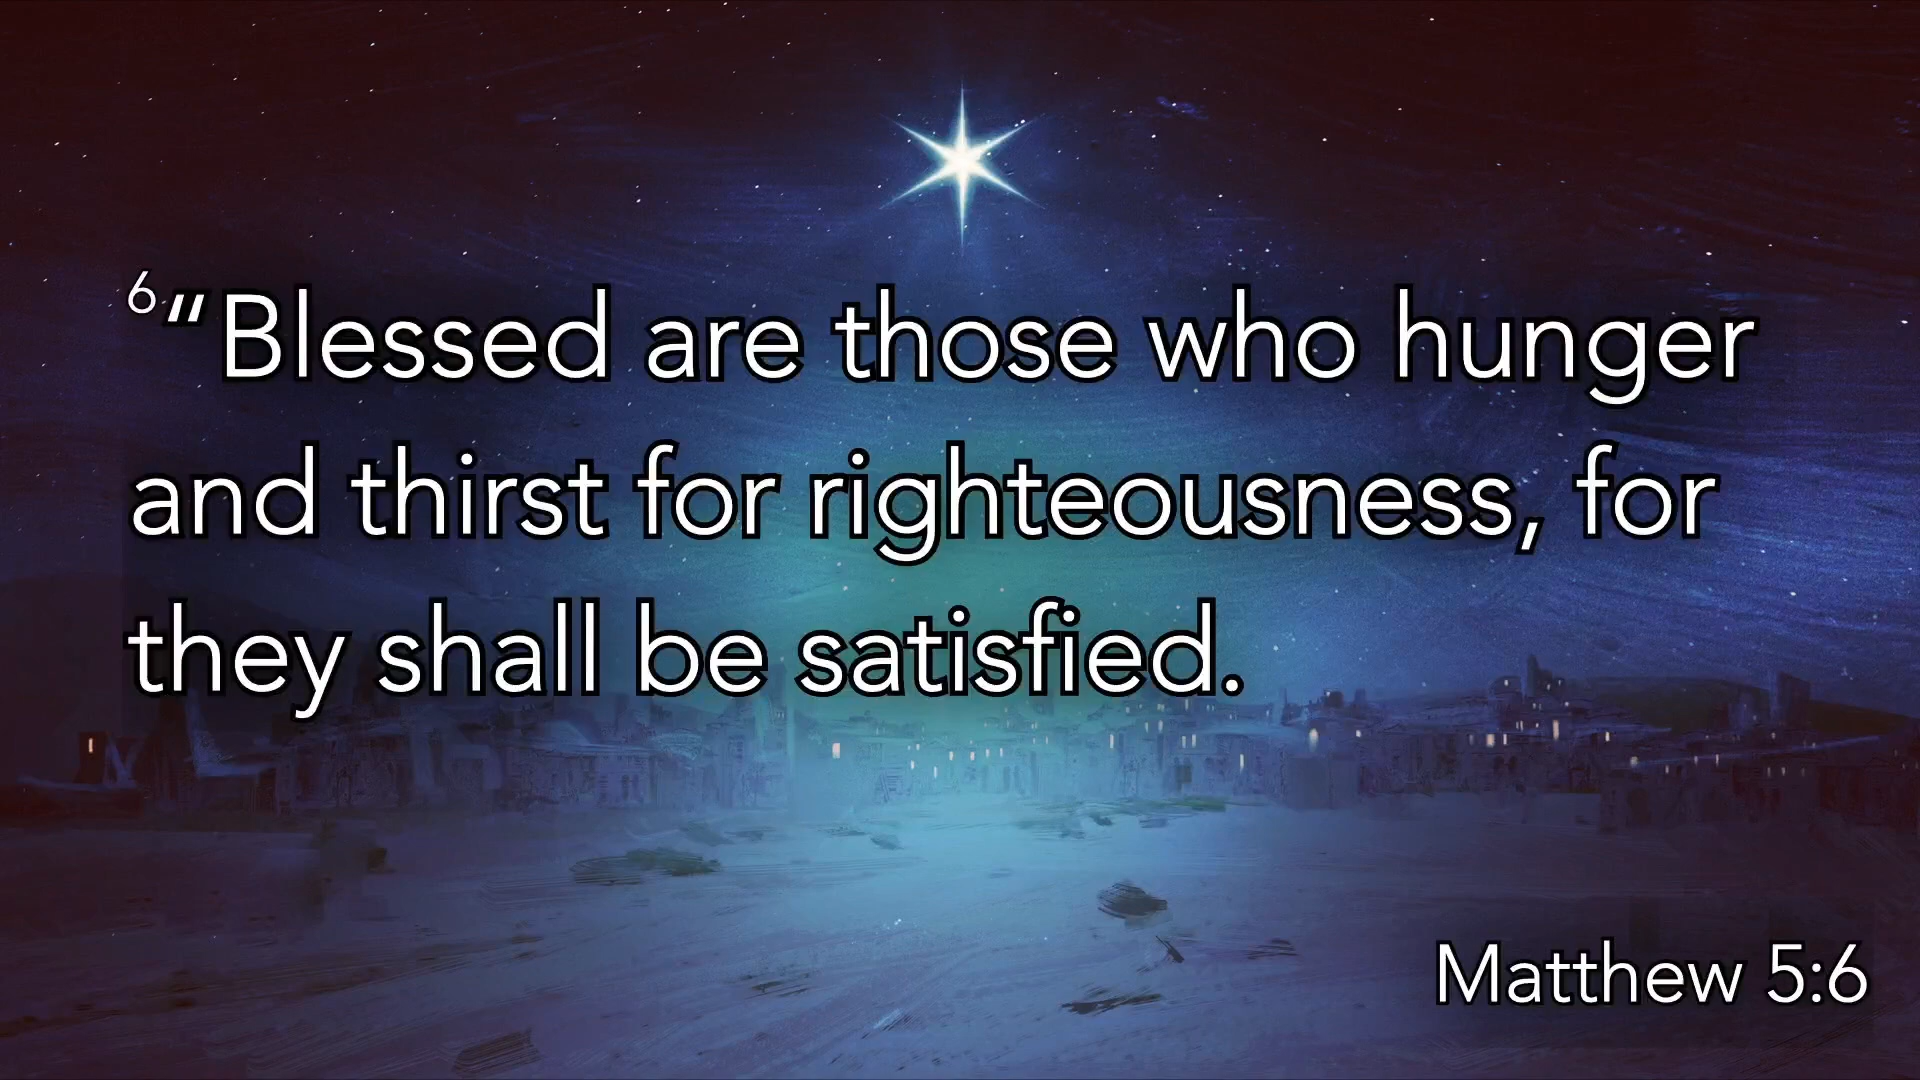 6 “Blessed are those who hunger
and thirst for righteousness, for
they shall be satisfied.
Matthew 5:6